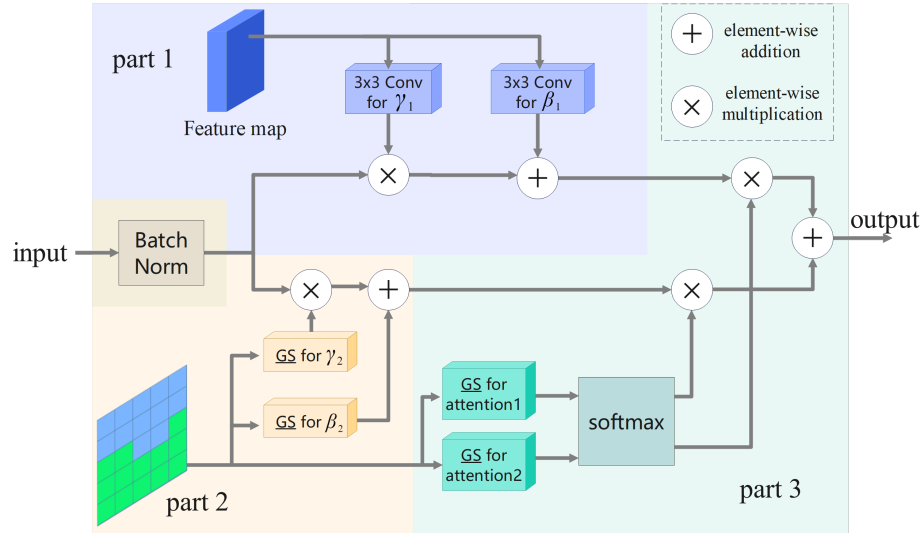 part 1
Feature map
3x3 Conv
for γ₁
3x3 Conv
for β₁
element-wise
addition
element-wise
multiplication
input
Batch
Norm
output
GS for γ₂
GS for β₂
GS for
attention1
GS for
attention2
softmax
part 2
part 3